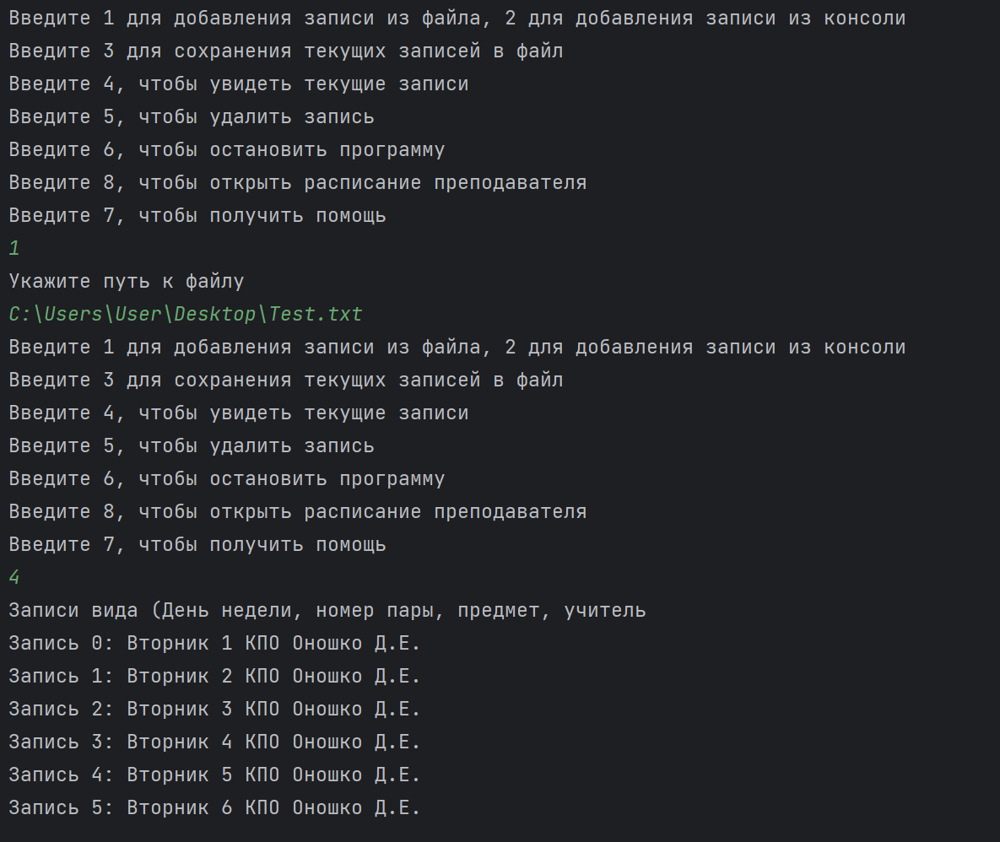 Введите 1 для добавления записи из файла, 2 для добавления записи из консоли
Введите 3 для сохранения текущих записей в файл
Введите 4, чтобы увидеть текущие записи
Введите 5, чтобы удалить запись
Введите 6, чтобы остановить программу
Введите 8, чтобы открыть расписание преподавателя
Введите 7, чтобы получить помощь
1
Укажите путь к файлу
C:\Users\User\Desktop\Test.txt
Введите 1 для добавления записи из файла, 2 для добавления записи из консоли
Введите 3 для сохранения текущих записей в файл
Введите 4, чтобы увидеть текущие записи
Введите 5, чтобы удалить запись
Введите 6, чтобы остановить программу
Введите 8, чтобы открыть расписание преподавателя
Введите 7, чтобы получить помощь
4
Записи вида (День недели, номер пары, предмет, учитель
Запись 0: Вторник 1 КПО Оношко Д.Е.
Запись 1: Вторник 2 КПО Оношко Д.Е.
Запись 2: Вторник 3 КПО Оношко Д.Е.
Запись 3: Вторник 4 КПО Оношко Д.Е.
Запись 4: Вторник 5 КПО Оношко Д.Е.
Запись 5: Вторник 6 КПО Оношко Д.Е.